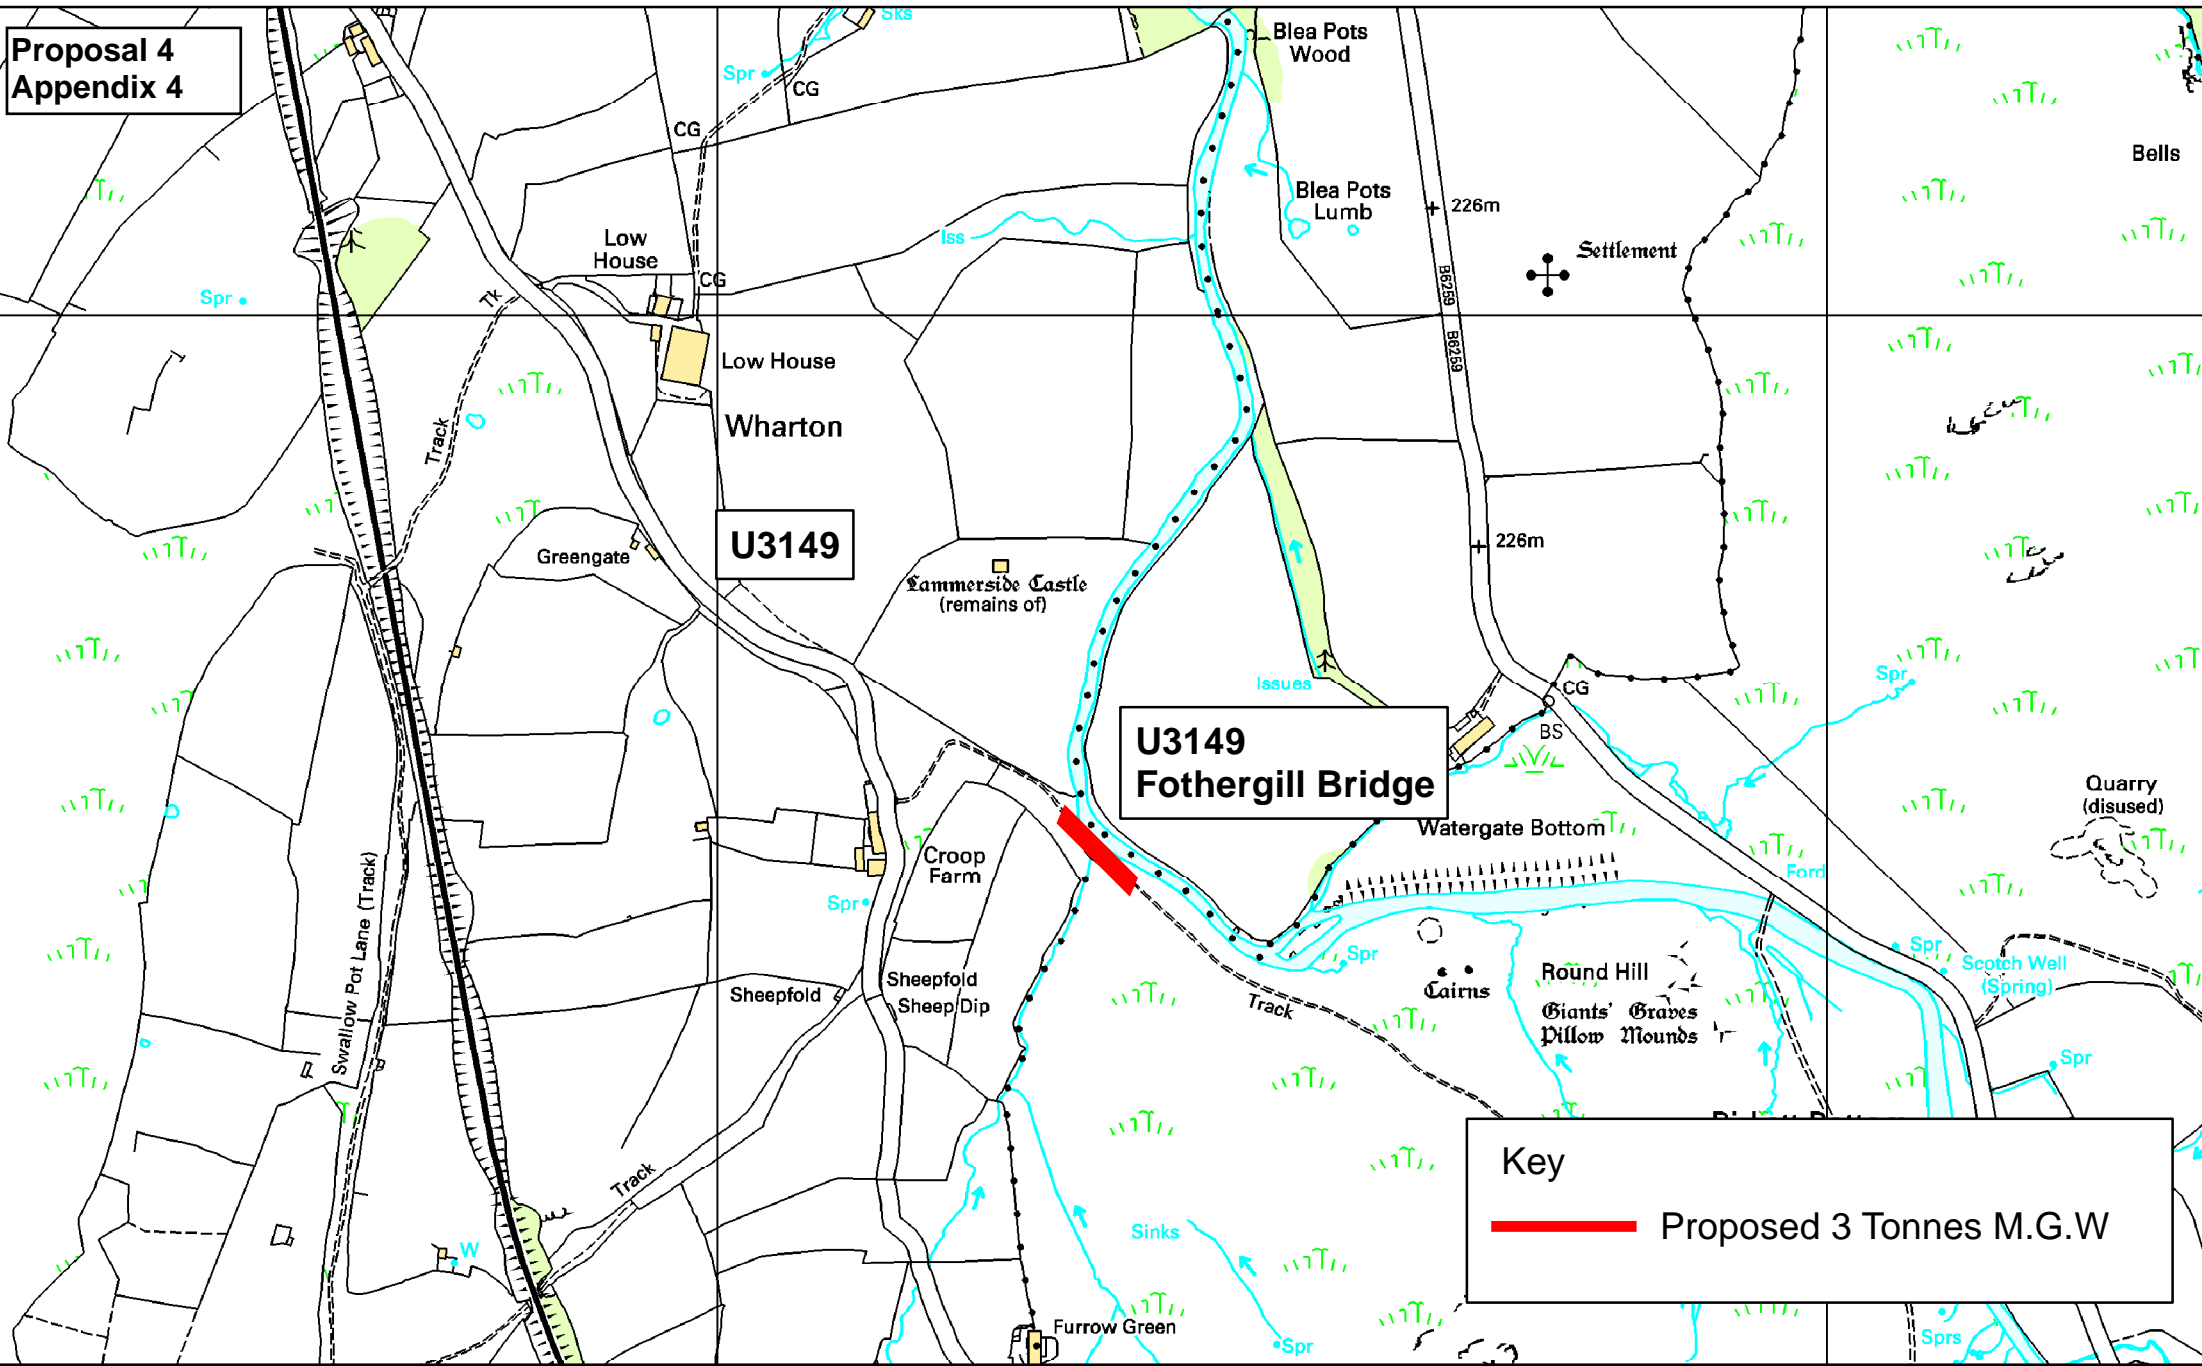 Proposal 4
Appendix 4
Sks
Spr
CG
CG
Blea Pots
Wood
Bells
Blea Pots
Lumb
226m
Settlement
Iss
Low
House
CG
Spr
Tk
B6259
B6259
Low House
Wharton
Track
U3149
Greengate
226m
Lammerside Castle
(remains of)
Issues
CG
BS
Spr
U3149
Fothergill Bridge
Quarry
(disused)
Watergate Bottom
Croop
Farm
Ford
Swallow Pot Lane (Track)
Spr
Spr
Spr
Scotch Well
(Spring)
Sheepfold
Sheepfold
Sheep Dip
Track
Cairns
Round Hill
Giants' Graves
Pillow Mounds
Spr
Track
W
Sinks
Spr
Furrow Green
Sprs
Key
Proposed 3 Tonnes M.G.W